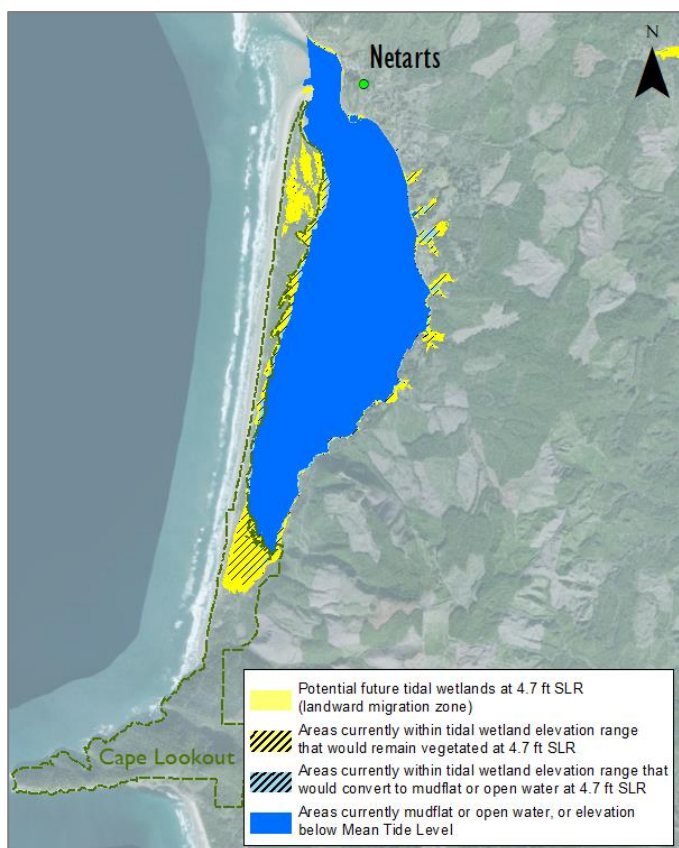 Netarts
N
Cape Lookout
Potential future tidal wetlands at 4.7 ft SLR
(landward migration zone)
Areas currently within tidal wetland elevation range
that would remain vegetated at 4.7 ft SLR
Areas currently within tidal wetland elevation range that
would convert to mudflat or open water at 4.7 ft SLR
Areas currently mudflat or open water, or elevation
below Mean Tide Level